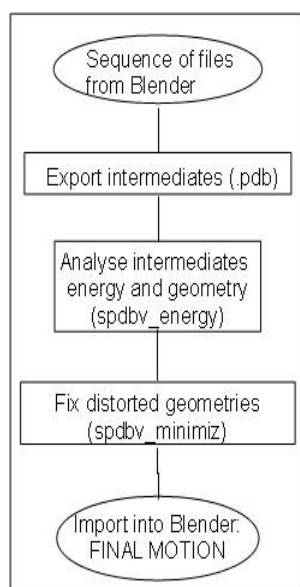 Sequence of files
from Blender
Export intermediates (.pdb)
Analyse intermediates
energy and geometry
(spdbv_energy)
Fix distorted geometries
(spdbv_minimiz)
Import into Blender:
FINAL MOTION